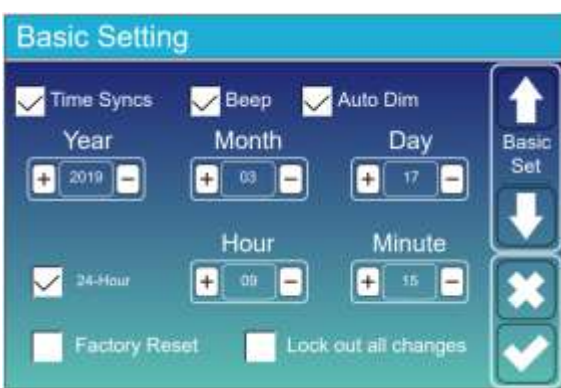 Basic Setting
Time Syncs Beep Auto Dim
Year Month Day
+ 2019 - + 03 - + 17 -
Basic
Set
Hour Minute
24-Hour + 09 - + 15 -
Factory Reset Lock out all changes